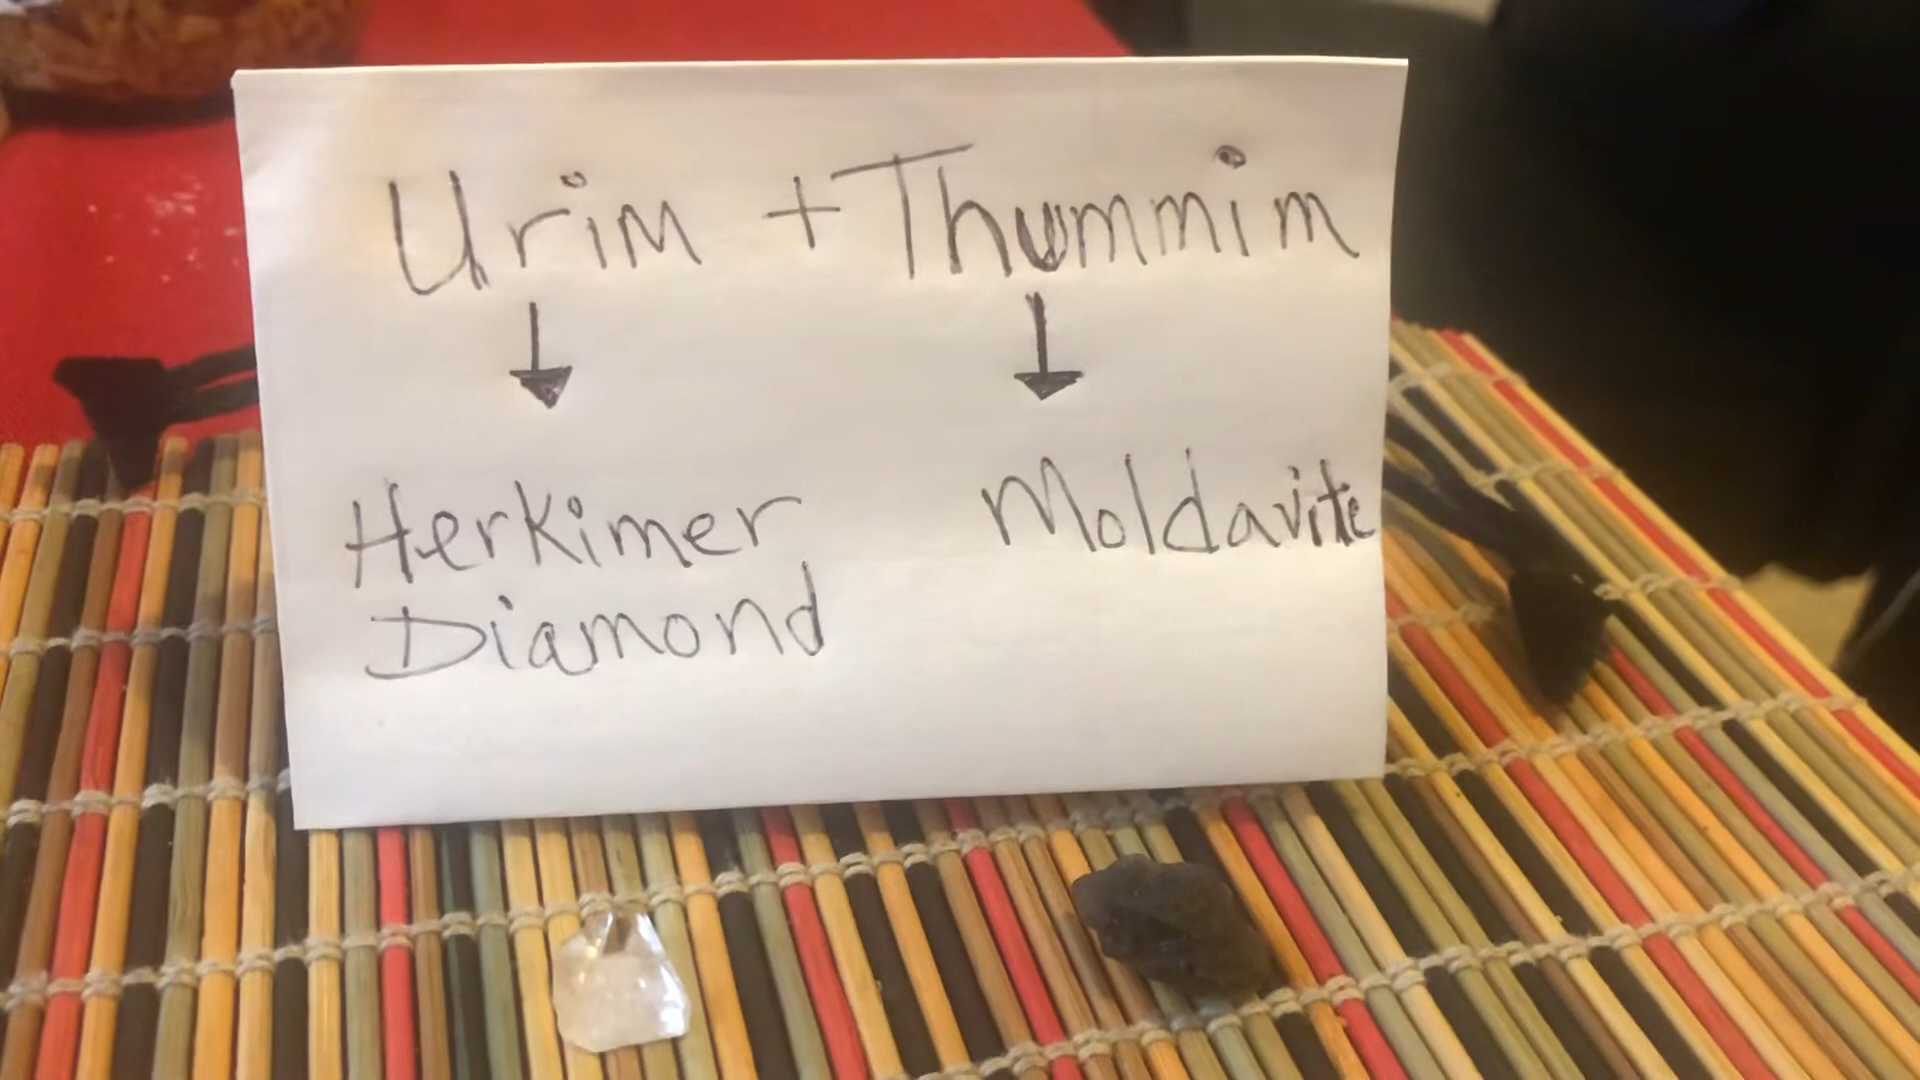 Urim + Thummim
↓ ↓
Herkimer Moldavite
Diamond